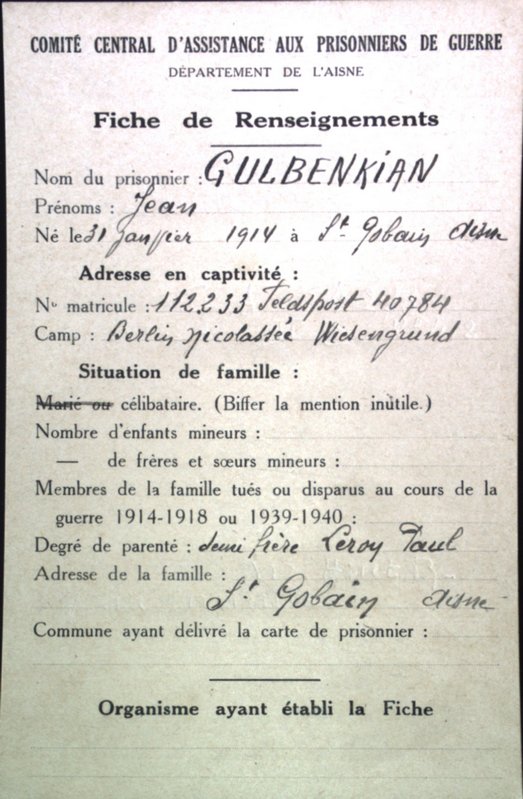 COMITÉ CENTRAL D'ASSISTANCE AUX PRISONNIERS DE GUERRE
DÉPARTEMENT DE L'AISNE
Fiche de Renseignements
Nom du prisonnier : GULBENKIAN
Prénoms : Jean
Né le 31 janvier 1914 à St Gobain Aisne
Adresse en captivité :
No matricule : 112233 Feldspost 40784
Camp : Berlin Nicolassée Wiesengrund
Situation de famille :
Marié ou célibataire. (Biffer la mention inutile.)
Nombre d'enfants mineurs :
— de frères et sœurs mineurs :
Membres de la famille tués ou disparus au cours de la
guerre 1914-1918 ou 1939-1940 :
Degré de parenté : demi frère Leroy Paul
Adresse de la famille :
St Gobain Aisne
Commune ayant délivré la carte de prisonnier :
Organisme ayant établi la Fiche